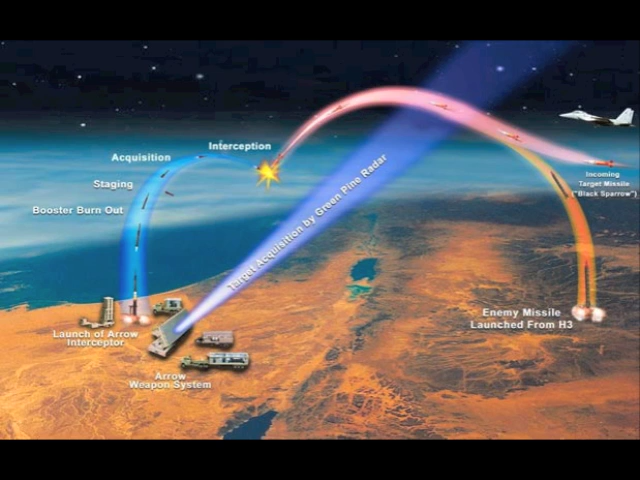 Interception
Acquisition
Staging
Booster Burn Out
Target Acquisition by Green Pine Radar
Incoming
Target Missile
("Black Sparrow")
Enemy Missile
Launched From H3
Launch of Arrow
Interceptor
Arrow
Weapon System